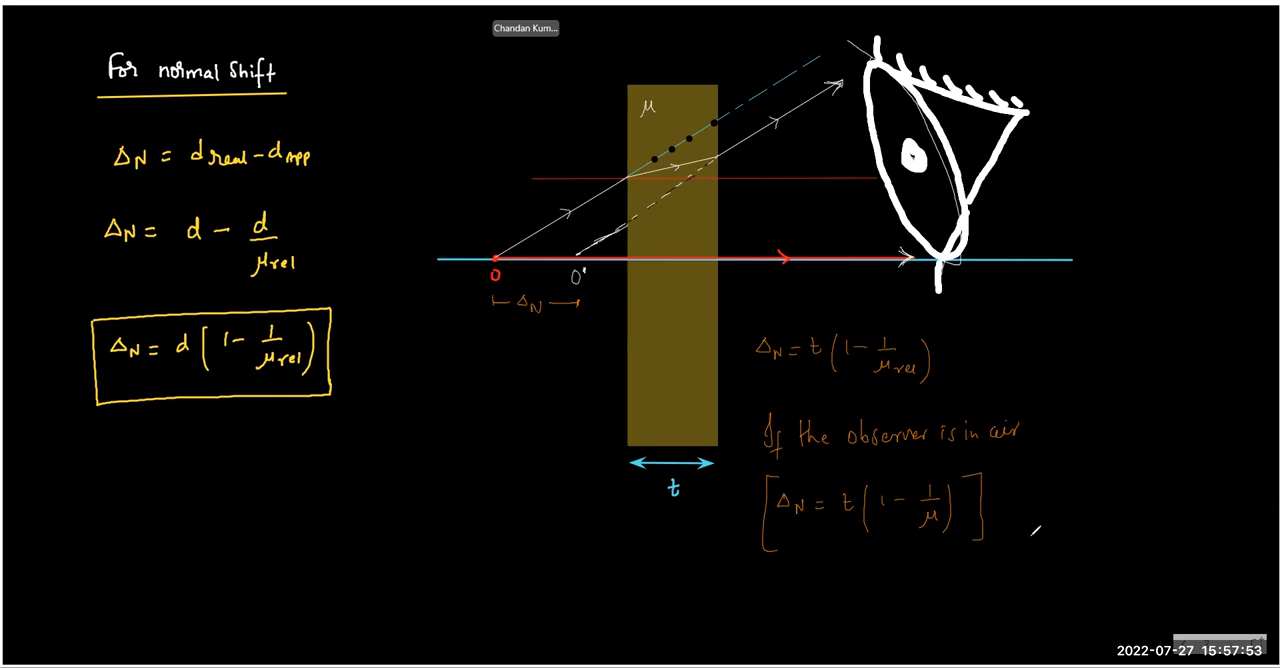 Chandan Kum...
For normal shift
ΔN = dreal - dApp
ΔN = d - d/μrel
ΔN = d ( 1 - 1/μrel )
μ
O
O'
ΔN
t
ΔN = t ( 1 - 1/μrel )
If the observer is in air
[ ΔN = t ( 1 - 1/μ ) ]
2022-07-27 15:57:53